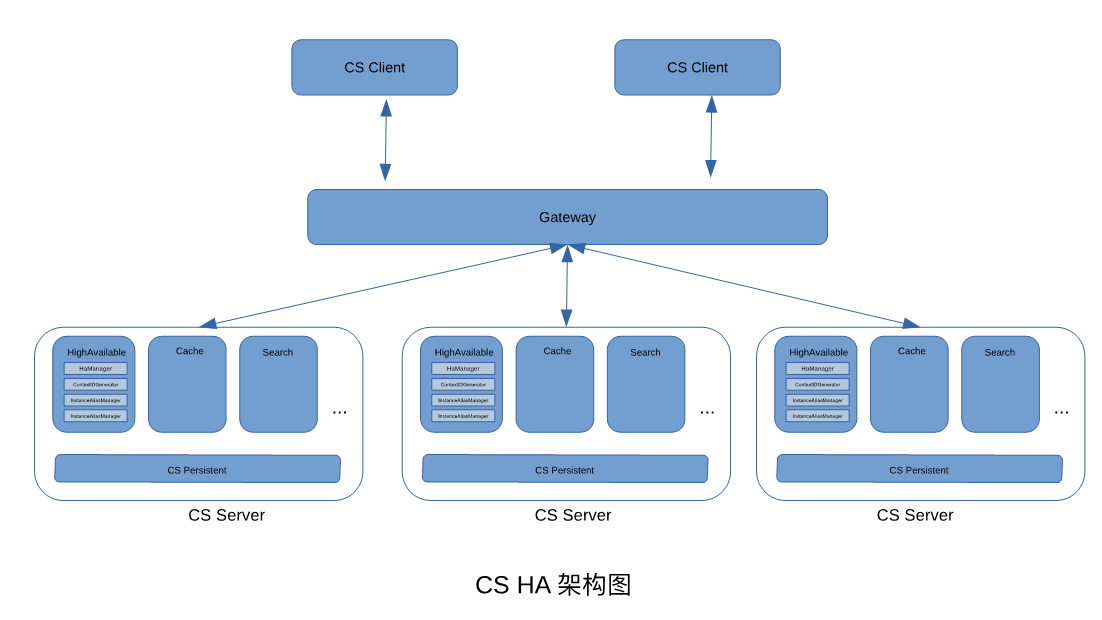 CS Client
CS Client
Gateway
HighAvailable
HaManager
ContextIDGenerator
InstanceAliasManager
InstanceAliasManager
Cache
Search
...
CS Persistent
CS Server
HighAvailable
HaManager
ContextIDGenerator
InstanceAliasManager
InstanceAliasManager
Cache
Search
...
CS Persistent
CS Server
HighAvailable
HaManager
ContextIDGenerator
InstanceAliasManager
InstanceAliasManager
Cache
Search
...
CS Persistent
CS Server
CS HA 架构图